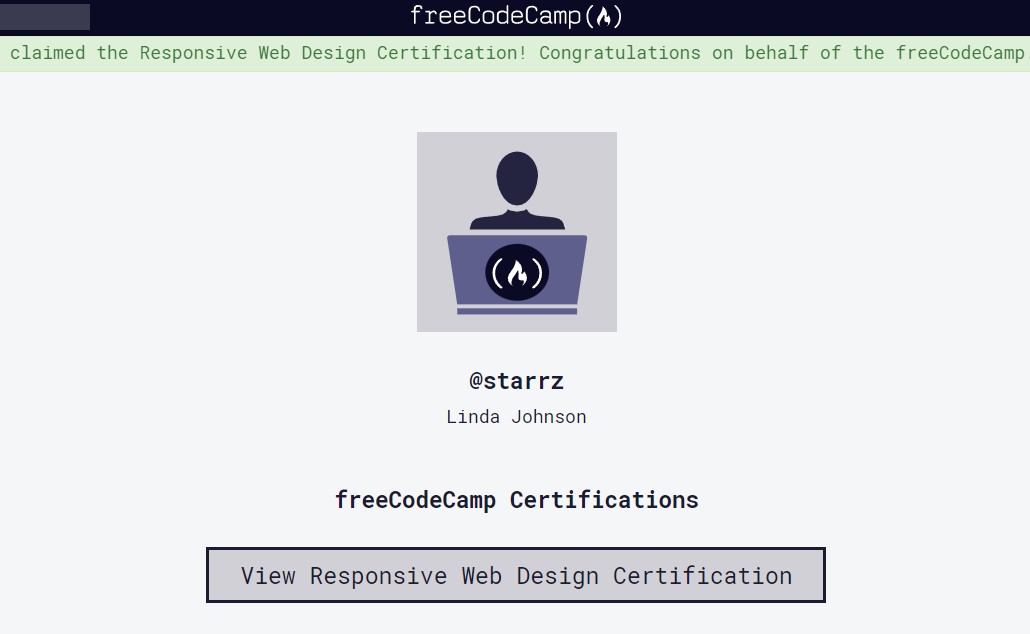 freeCodeCamp
claimed the Responsive Web Design Certification! Congratulations on behalf of the freeCodeCamp
@starrz
Linda Johnson
freeCodeCamp Certifications
View Responsive Web Design Certification